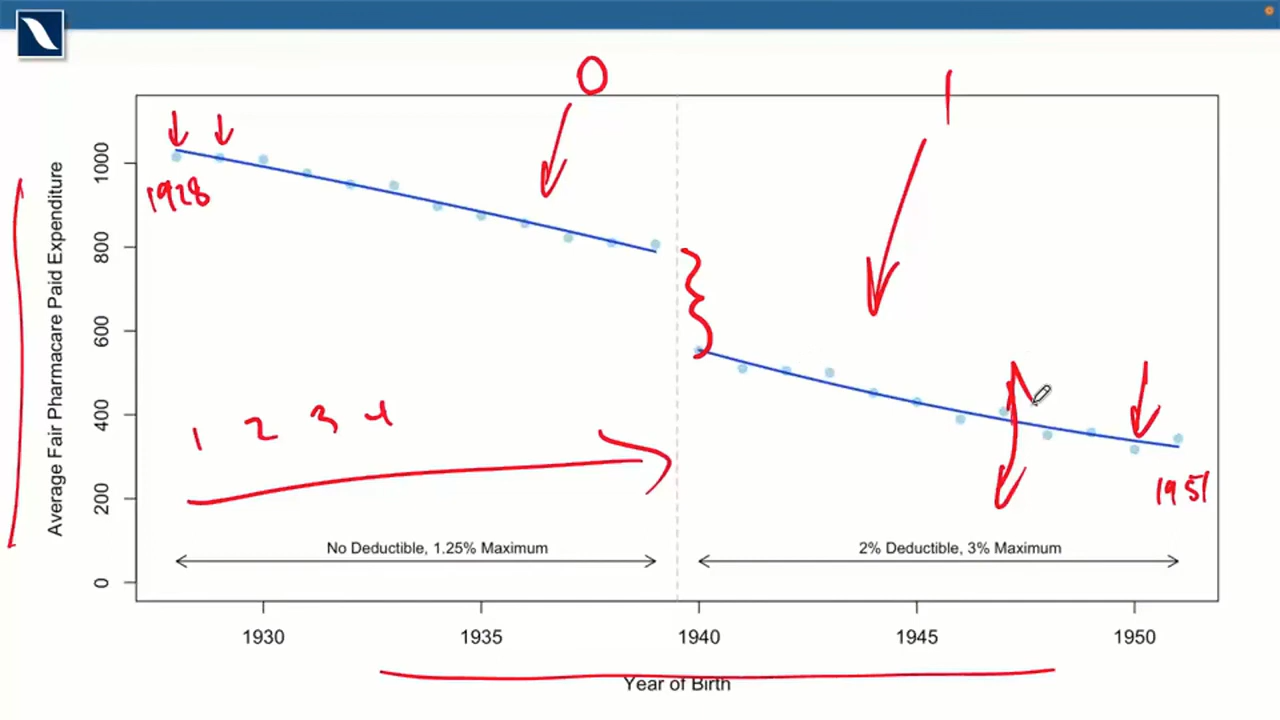 0
1
1928
1000
800
600
400
200
0
Average Fair Pharmacare Paid Expenditure
1 2 3 4
1951
No Deductible, 1.25% Maximum
2% Deductible, 3% Maximum
1930 1935 1940 1945 1950
Year of Birth